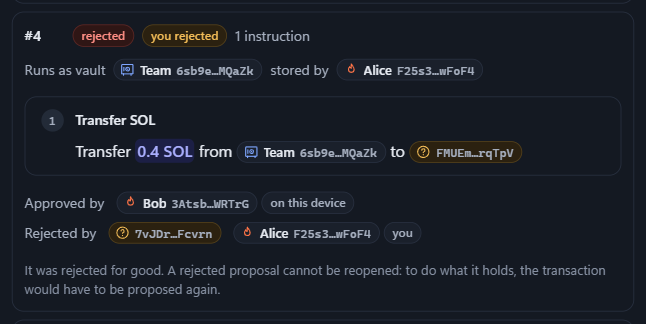 #4 rejected you rejected 1 instruction
Runs as vault Team 6sb9e…MQaZk stored by Alice F25s3…wFoF4
1 Transfer SOL
Transfer 0.4 SOL from Team 6sb9e…MQaZk to FMUEm…rqTpV
Approved by Bob 3Atsb…WRTrG on this device
Rejected by 7vJDr…Fcvrn Alice F25s3…wFoF4 you
It was rejected for good. A rejected proposal cannot be reopened: to do what it holds, the transaction
would have to be proposed again.